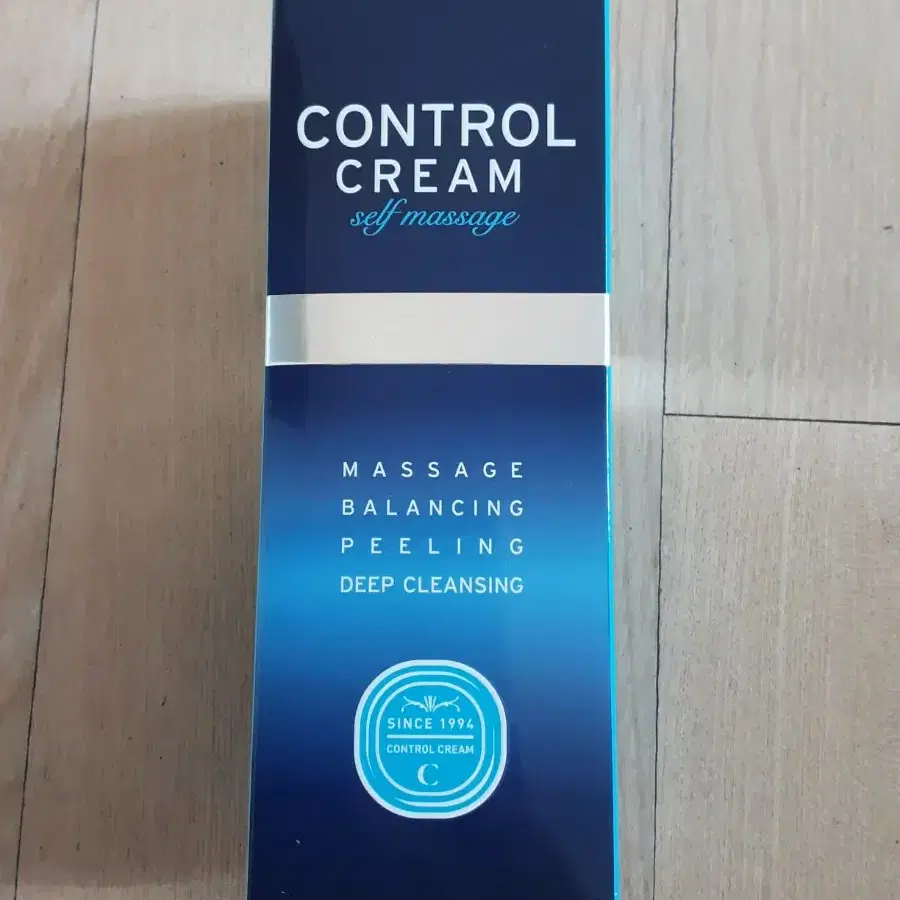 CONTROL
CREAM
self massage
MASSAGE
BALANCING
PEELING
DEEP CLEANSING
SINCE 1994
CONTROL CREAM
C